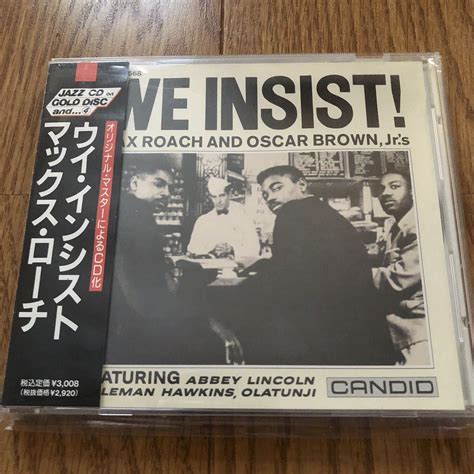 JAZZ CD on
GOLD DISC
and...④
オリジナル・マスターによるCD化
ウイ・インシスト
マックス・ローチ
税込定価¥3,008
(税抜価格¥2,920)
568
WE INSIST!
AX ROACH AND OSCAR BROWN, Jr.'s
ATURING ABBEY LINCOLN
LEMAN HAWKINS, OLATUNJI
CANDID